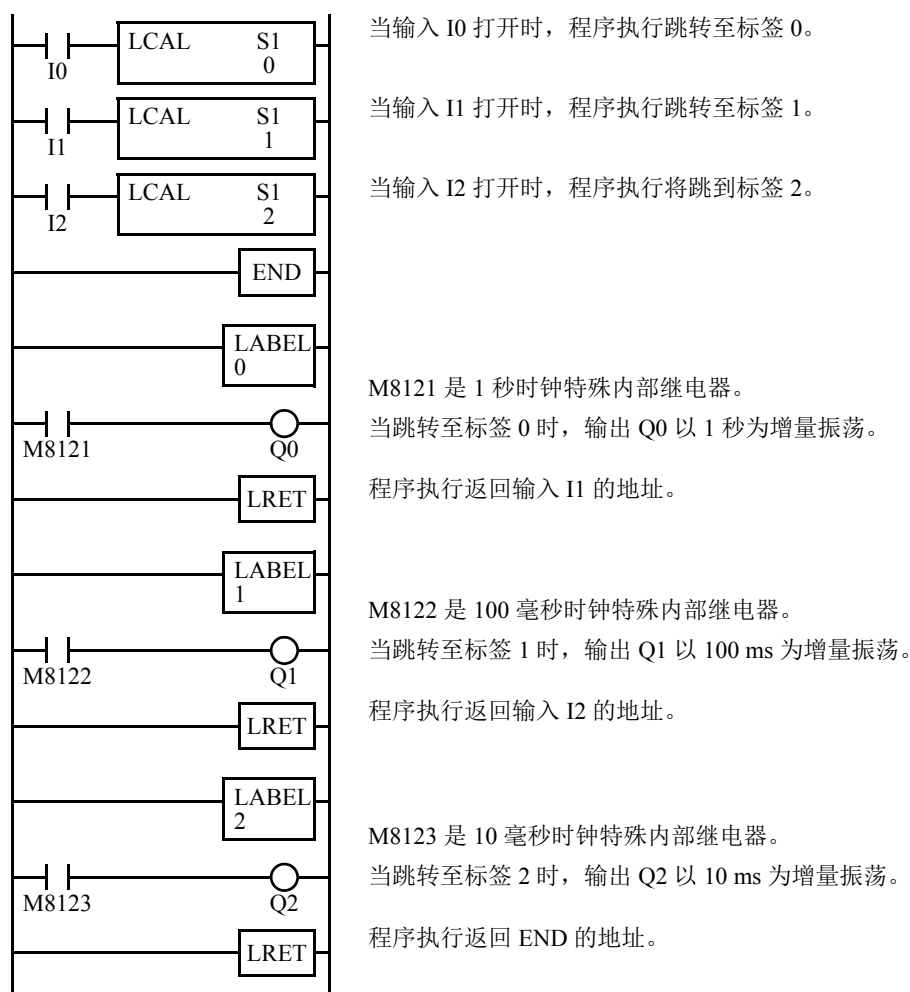 LCAL S1 当输入 I0 打开时，程序执行跳转至标签 0。
I0 0
LCAL S1 当输入 I1 打开时，程序执行跳转至标签 1。
I1 1
LCAL S1 当输入 I2 打开时，程序执行将跳到标签 2。
I2 2
END
LABEL
0
M8121 是 1 秒时钟特殊内部继电器。
当跳转至标签 0 时，输出 Q0 以 1 秒为增量振荡。
M8121 Q0
LRET 程序执行返回输入 I1 的地址。
LABEL
1
M8122 是 100 毫秒时钟特殊内部继电器。
当跳转至标签 1 时，输出 Q1 以 100 ms 为增量振荡。
M8122 Q1
LRET 程序执行返回输入 I2 的地址。
LABEL
2
M8123 是 10 毫秒时钟特殊内部继电器。
当跳转至标签 2 时，输出 Q2 以 10 ms 为增量振荡。
M8123 Q2
LRET 程序执行返回 END 的地址。